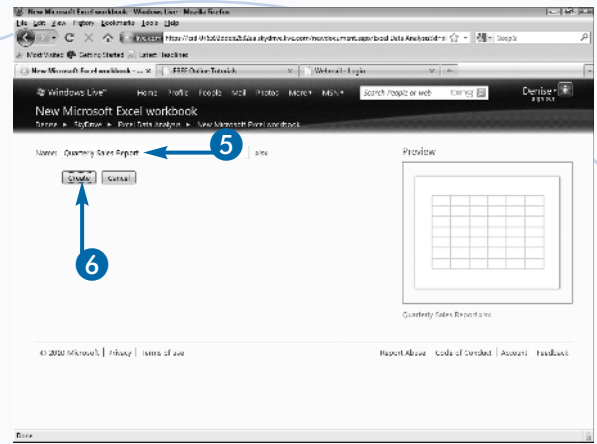 New Microsoft Excel workbook - Windows Live - Mozilla Firefox
File Edit View History Bookmarks Tools Help
live.com
Most Visited Getting Started Latest Headlines
New Microsoft Excel workbook - ... FREE Online Tutorials Webmail - Login
Windows Live™ Home Profile People Mail Photos More MSN Search People or web bing Denise
sign out
New Microsoft Excel workbook
Denise ▸ SkyDrive ▸ Excel Data Analysis ▸ New Microsoft Excel workbook
Name: Quarterly Sales Report .xlsx
5
Preview
Create Cancel
6
Quarterly Sales Report.xlsx
© 2010 Microsoft | Privacy | Terms of use Report Abuse Code of Conduct | Account Feedback
Done